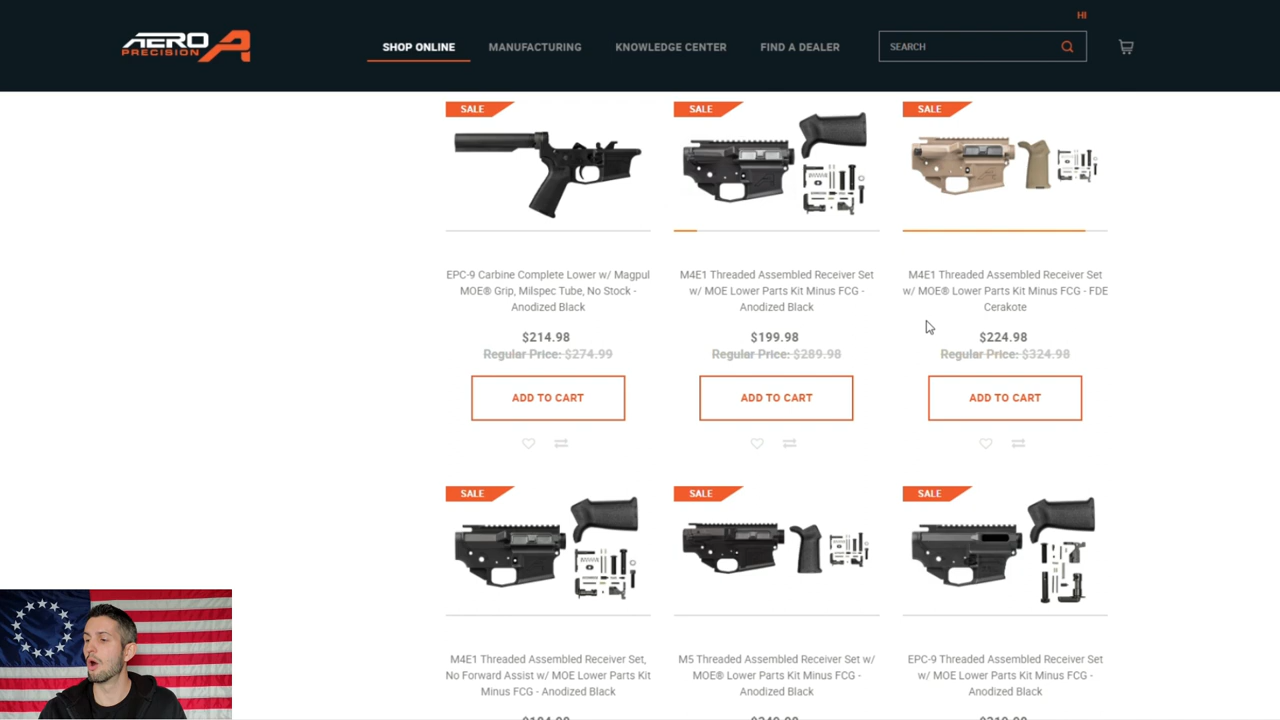 HI
AERO
PRECISION
SHOP ONLINE
MANUFACTURING
KNOWLEDGE CENTER
FIND A DEALER
SEARCH
SALE
SALE
SALE
EPC-9 Carbine Complete Lower w/ Magpul
MOE® Grip, Milspec Tube, No Stock -
Anodized Black
$214.98
Regular Price: $274.99
ADD TO CART
M4E1 Threaded Assembled Receiver Set
w/ MOE Lower Parts Kit Minus FCG -
Anodized Black
$199.98
Regular Price: $289.98
ADD TO CART
M4E1 Threaded Assembled Receiver Set
w/ MOE® Lower Parts Kit Minus FCG - FDE
Cerakote
$224.98
Regular Price: $324.98
ADD TO CART
SALE
SALE
SALE
M4E1 Threaded Assembled Receiver Set,
No Forward Assist w/ MOE Lower Parts Kit
Minus FCG - Anodized Black
M5 Threaded Assembled Receiver Set w/
MOE® Lower Parts Kit Minus FCG -
Anodized Black
EPC-9 Threaded Assembled Receiver Set
w/ MOE Lower Parts Kit Minus FCG -
Anodized Black